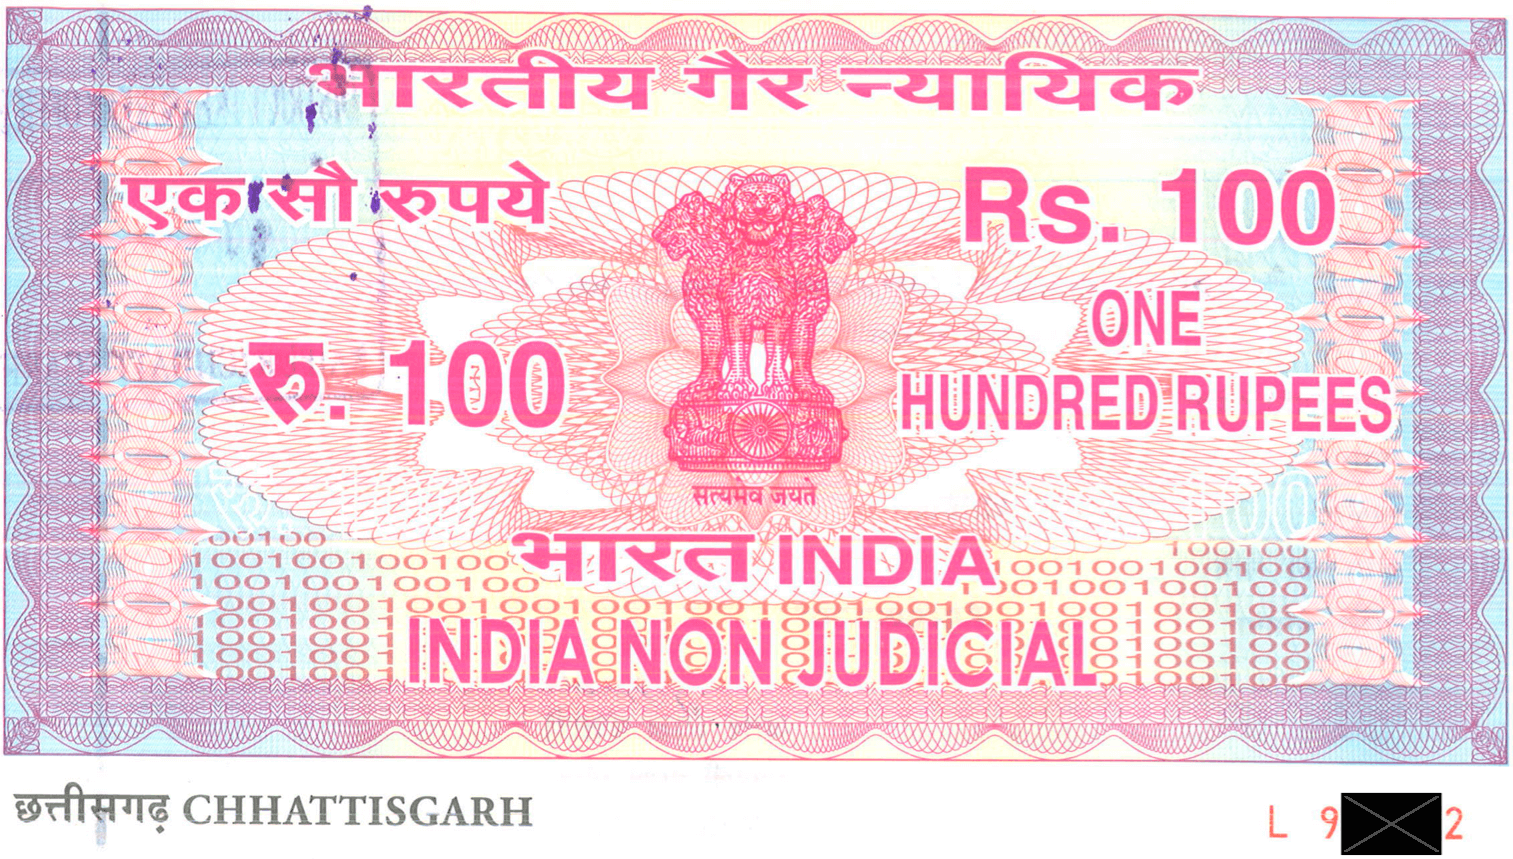 भारतीय गैर न्यायिक
एक सौ रुपये
Rs. 100
रु. 100
ONE
HUNDRED RUPEES
सत्यमेव जयते
भारत INDIA
INDIA NON JUDICIAL
छत्तीसगढ़ CHHATTISGARH
L 9 2